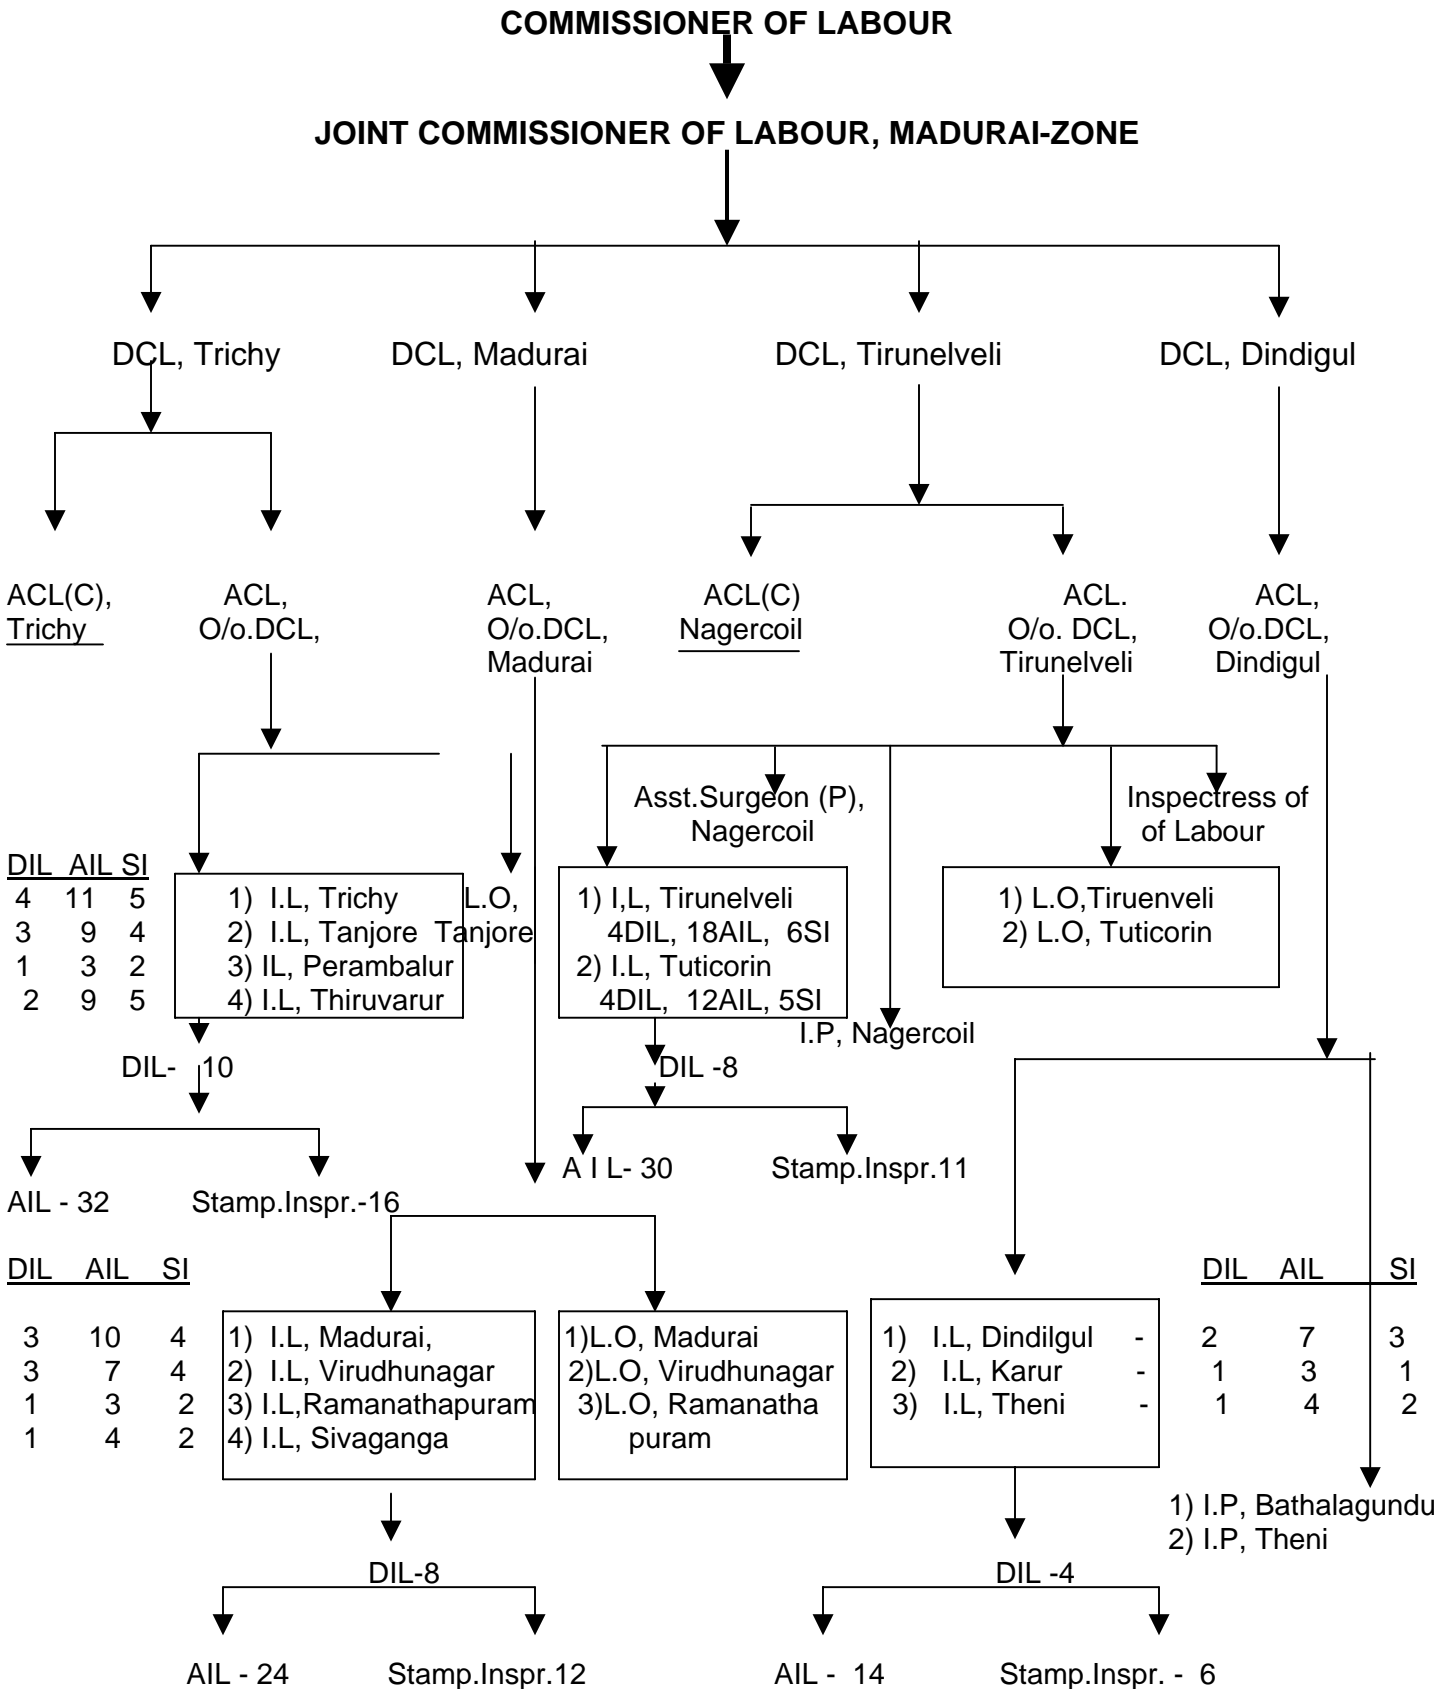 COMMISSIONER OF LABOUR
JOINT COMMISSIONER OF LABOUR, MADURAI-ZONE
DCL, Trichy DCL, Madurai DCL, Tirunelveli DCL, Dindigul
ACL(C), ACL, ACL, ACL(C) ACL. ACL,
Trichy O/o.DCL, O/o.DCL, Nagercoil O/o. DCL, O/o.DCL,
Madurai Tirunelveli Dindigul
Asst.Surgeon (P), Inspectress of
Nagercoil of Labour
DIL AIL SI
4 11 5 1) I.L, Trichy L.O, 1) I,L, Tirunelveli 1) L.O,Tiruenveli
3 9 4 2) I.L, Tanjore Tanjore 4DIL, 18AIL, 6SI 2) L.O, Tuticorin
1 3 2 3) IL, Perambalur 2) I.L, Tuticorin
2 9 5 4) I.L, Thiruvarur 4DIL, 12AIL, 5SI
I.P, Nagercoil
DIL- 10 DIL -8
A I L- 30 Stamp.Inspr.11
AIL - 32 Stamp.Inspr.-16
DIL AIL SI DIL AIL SI
3 10 4 1) I.L, Madurai, 1)L.O, Madurai 1) I.L, Dindilgul - 2 7 3
3 7 4 2) I.L, Virudhunagar 2)L.O, Virudhunagar 2) I.L, Karur - 1 3 1
1 3 2 3) I.L,Ramanathapuram 3)L.O, Ramanatha 3) I.L, Theni - 1 4 2
1 4 2 4) I.L, Sivaganga puram
1) I.P, Bathalagundu
2) I.P, Theni
DIL-8 DIL -4
AIL - 24 Stamp.Inspr.12 AIL - 14 Stamp.Inspr. - 6